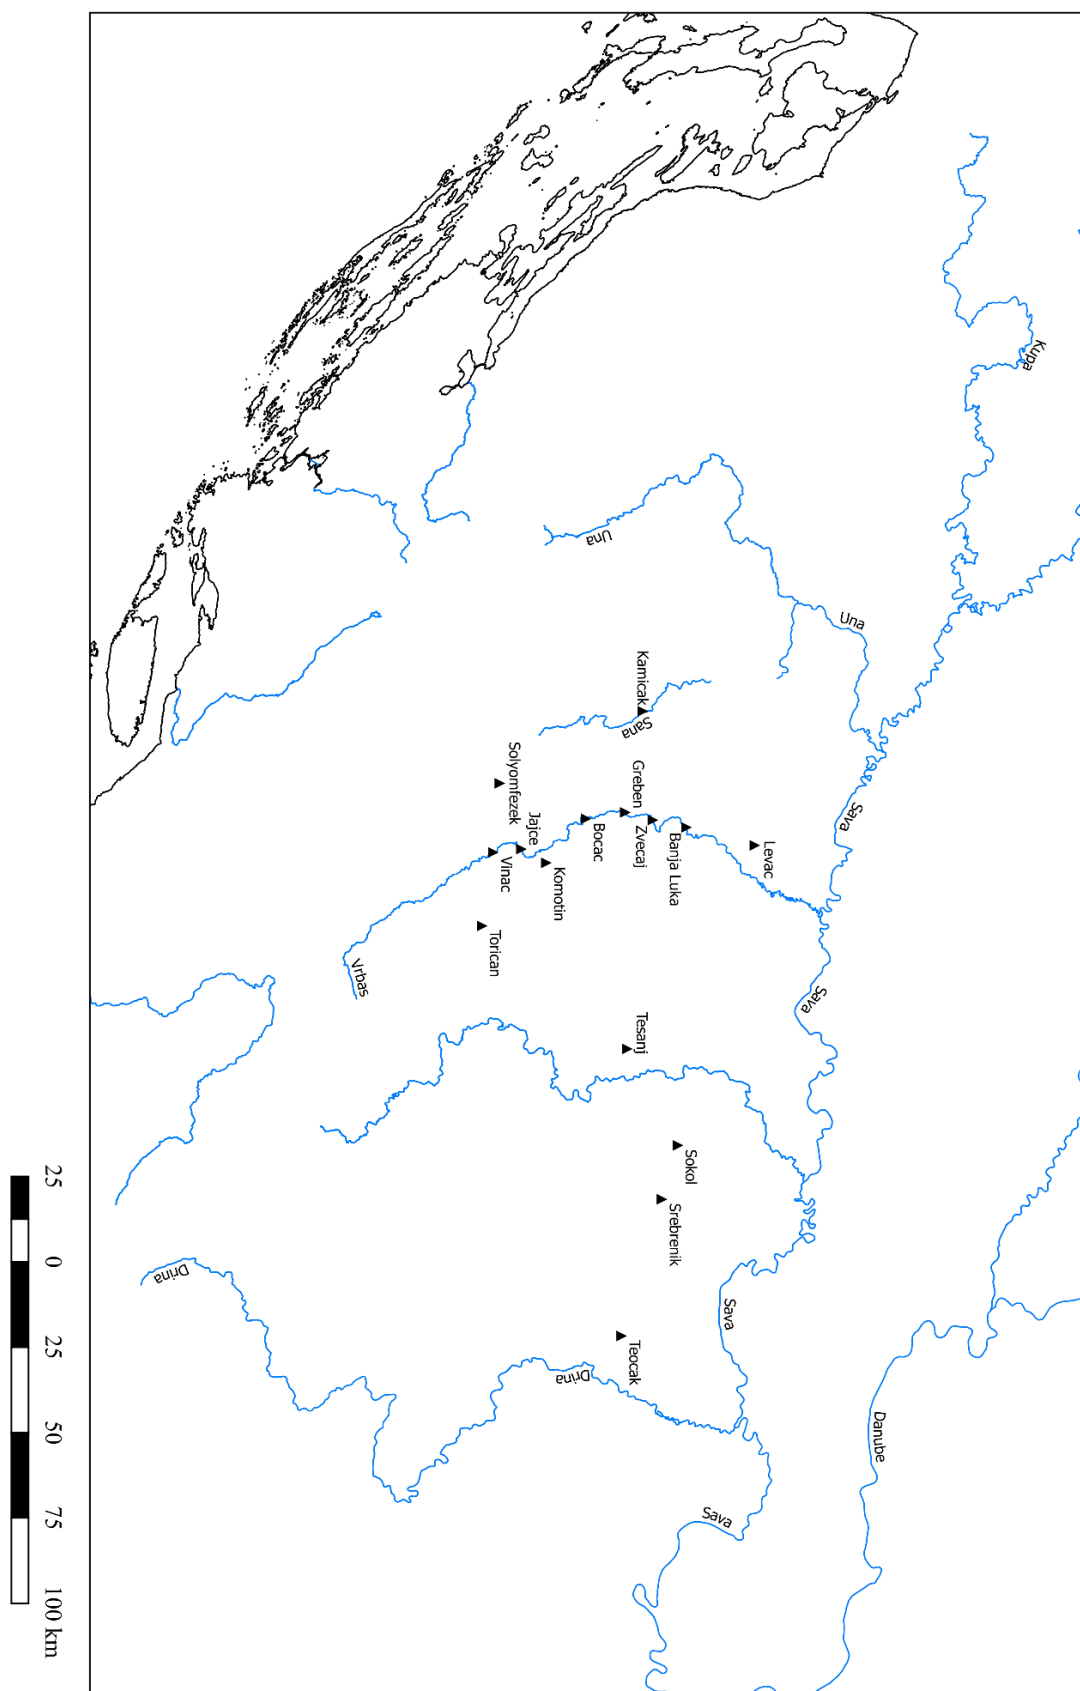 Kupa
Una
Una
Sava
Kamicak
Sana
Levac
Banja Luka
Greben
Zvecaj
Bocac
Solyomfezek
Jajce
Komotin
Vinac
Torican
Vrbas
Sava
Tesanj
Sokol
Srebrenik
Sava
Teocak
Drina
Drina
Danube
Sava
25 0 25 50 75 100 km